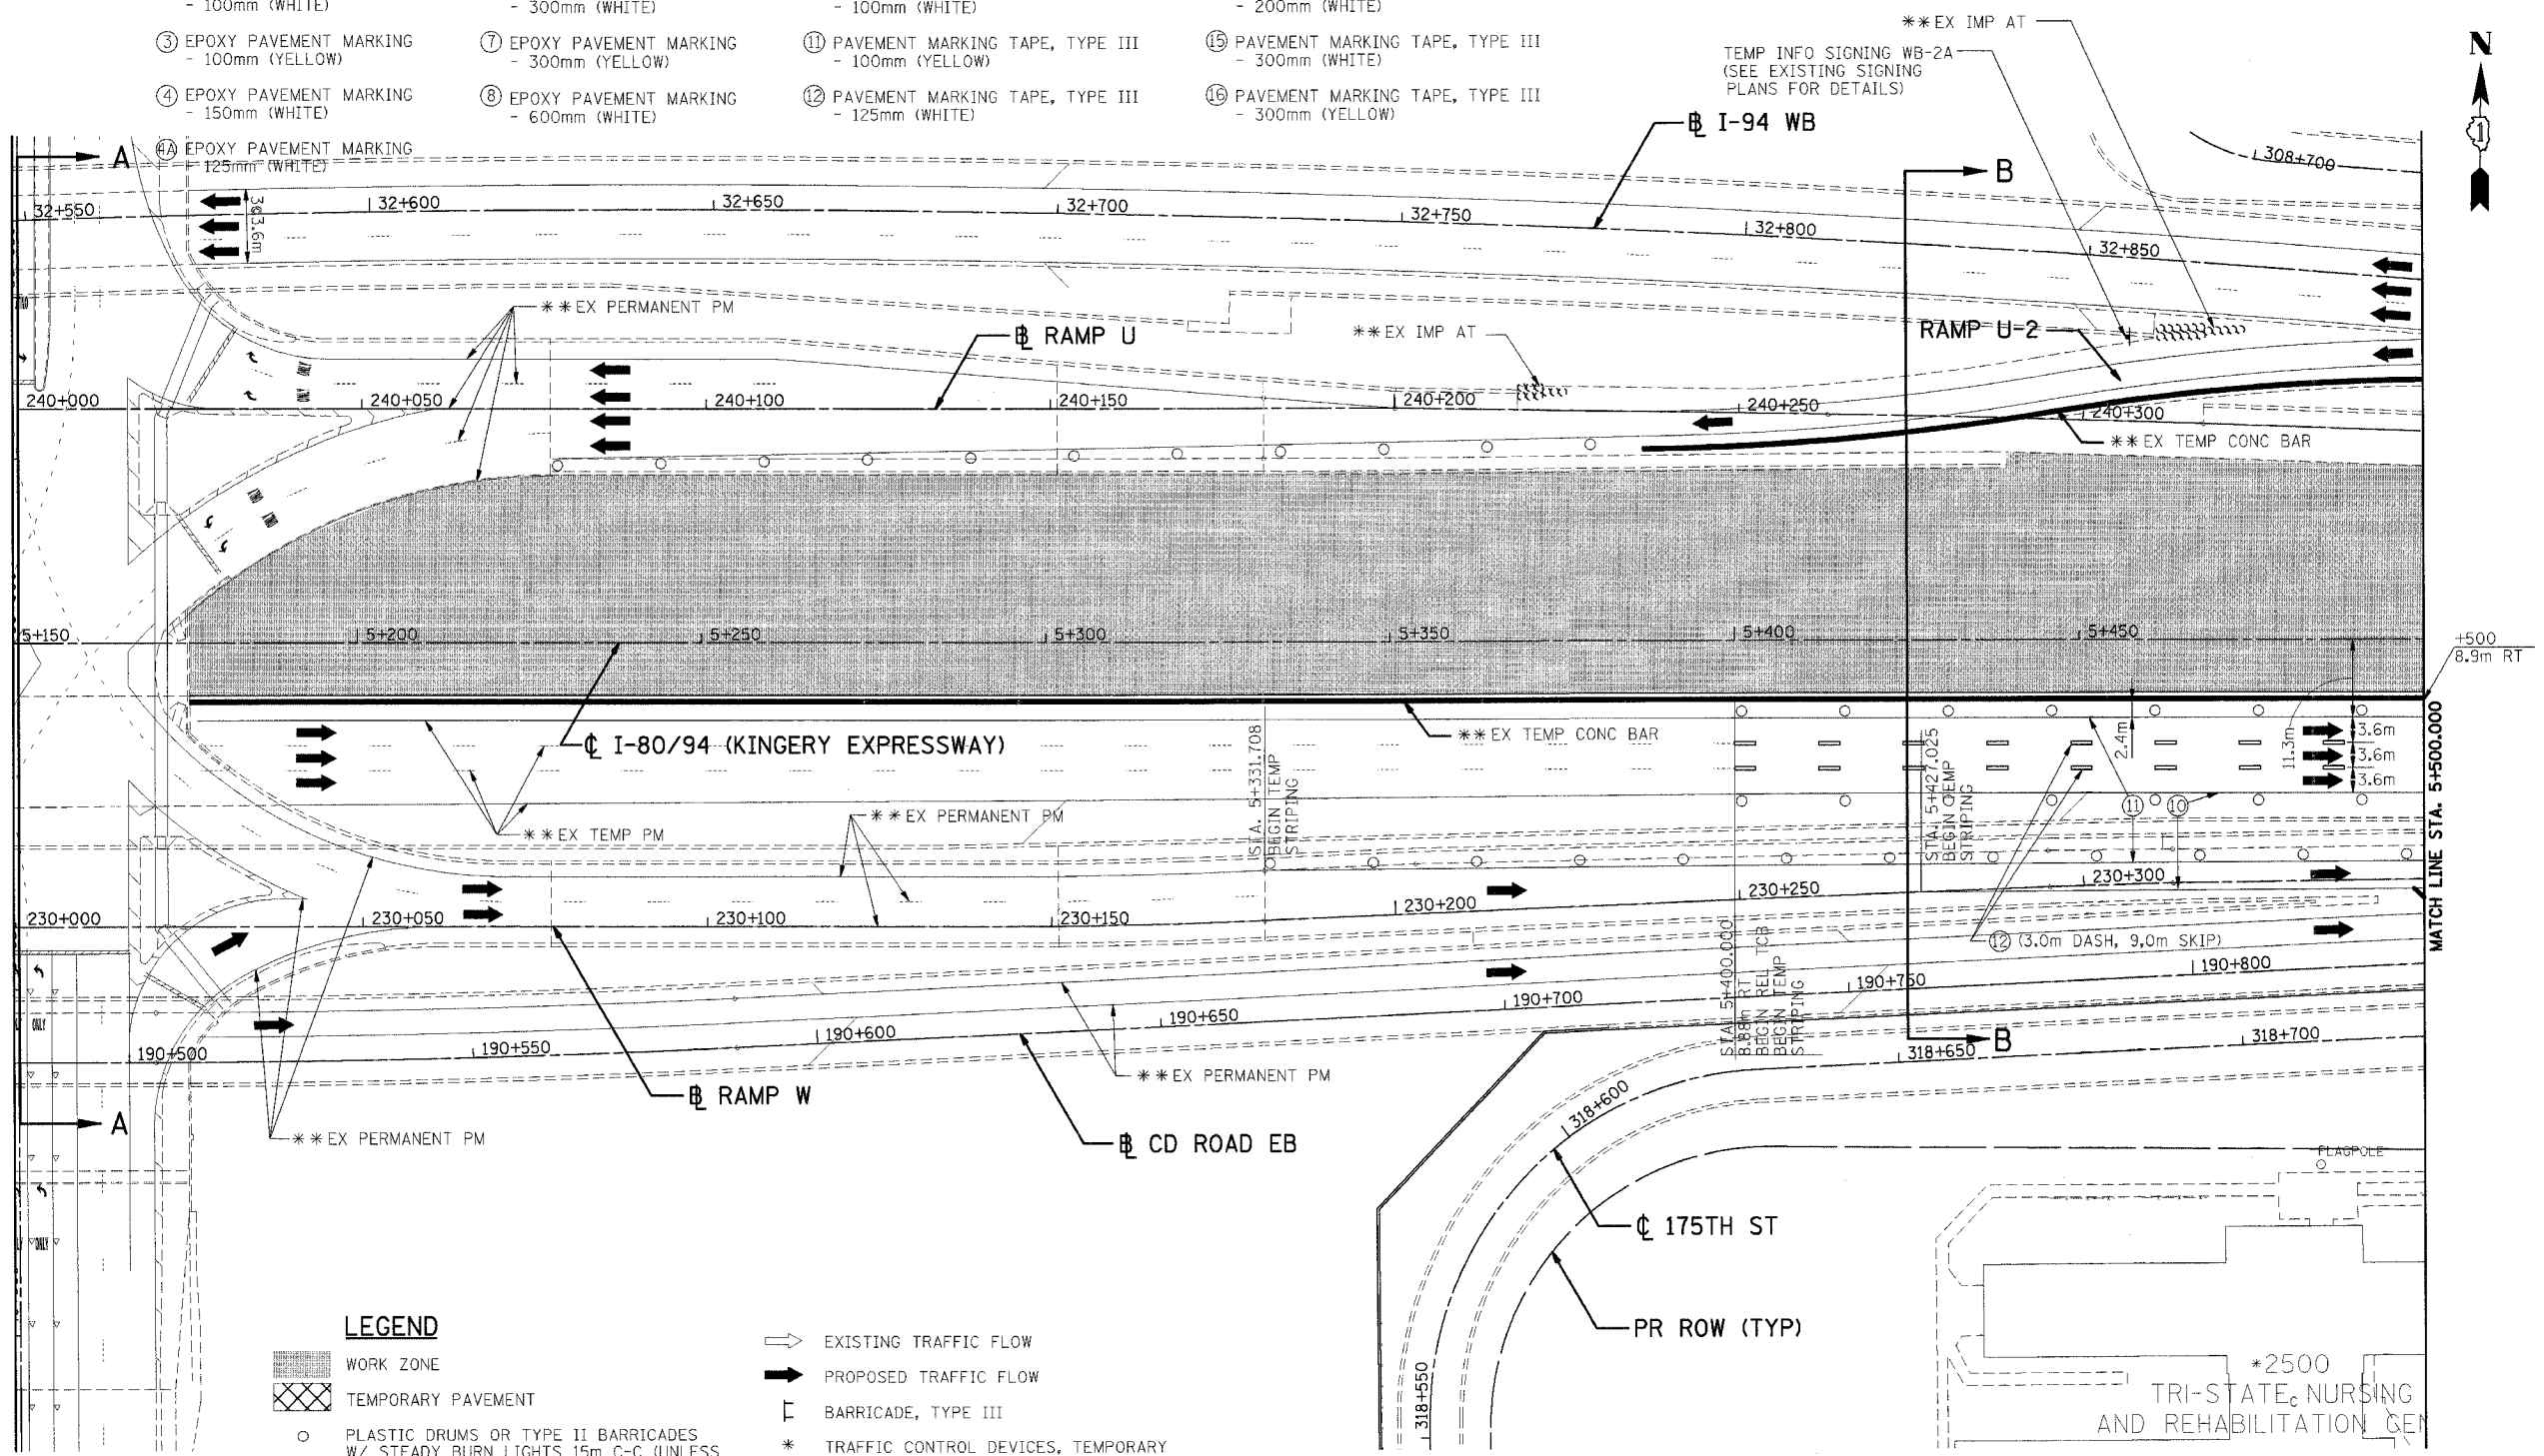 - 100mm (WHITE)
- 300mm (WHITE)
- 100mm (WHITE)
- 200mm (WHITE)
③ EPOXY PAVEMENT MARKING
- 100mm (YELLOW)
⑦ EPOXY PAVEMENT MARKING
- 300mm (YELLOW)
⑪ PAVEMENT MARKING TAPE, TYPE III
- 100mm (YELLOW)
⑮ PAVEMENT MARKING TAPE, TYPE III
- 300mm (WHITE)
④ EPOXY PAVEMENT MARKING
- 150mm (WHITE)
⑧ EPOXY PAVEMENT MARKING
- 600mm (WHITE)
⑫ PAVEMENT MARKING TAPE, TYPE III
- 125mm (WHITE)
⑯ PAVEMENT MARKING TAPE, TYPE III
- 300mm (YELLOW)
4A EPOXY PAVEMENT MARKING
- 125mm (WHITE)
**EX IMP AT
TEMP INFO SIGNING WB-2A
(SEE EXISTING SIGNING
PLANS FOR DETAILS)
N
1
℄ I-94 WB
A
B
308+700
32+550
32+600
32+650
32+700
32+750
32+800
32+850
3@3.6m
**EX PERMANENT PM
℄ RAMP U
**EX IMP AT
RAMP U-2
240+000
240+050
240+100
240+150
240+200
240+250
240+300
**EX TEMP CONC BAR
ONLY
ONLY
5+150
5+200
5+250
5+300
5+350
5+400
5+450
+500
8.9m RT
℄ I-80/94 (KINGERY EXPRESSWAY)
**EX TEMP CONC BAR
STA. 5+331.708
BEGIN TEMP
STRIPING
STA. 5+427.025
BEGIN TEMP
STRIPING
2.4m
11.3m
3.6m
3.6m
3.6m
MATCH LINE STA. 5+500.000
**EX TEMP PM
**EX PERMANENT PM
⑪
⑩
230+000
230+050
230+100
230+150
230+200
230+250
230+300
⑫ (3.0m DASH, 9.0m SKIP)
STA. 5+400.000
8.88m RT
BEGIN REL TCB
BEGIN TEMP
STRIPING
190+500
190+550
190+600
190+650
190+700
190+750
190+800
ONLY
℄ RAMP W
**EX PERMANENT PM
B
318+650
318+700
A
**EX PERMANENT PM
℄ CD ROAD EB
318+600
FLAGPOLE
ONLY
℄ 175TH ST
PR ROW (TYP)
318+550
*2500
TRI-STATE NURSING
AND REHABILITATION CEN
LEGEND
WORK ZONE
TEMPORARY PAVEMENT
PLASTIC DRUMS OR TYPE II BARRICADES
W/ STEADY BURN LIGHTS 15m C-C (UNLESS
EXISTING TRAFFIC FLOW
PROPOSED TRAFFIC FLOW
BARRICADE, TYPE III
* TRAFFIC CONTROL DEVICES, TEMPORARY